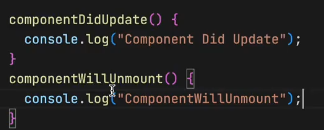 componentDidUpdate() {
  console.log("Component Did Update");
}
componentWillUnmount() {
  console.log("ComponentWillUnmount");
}